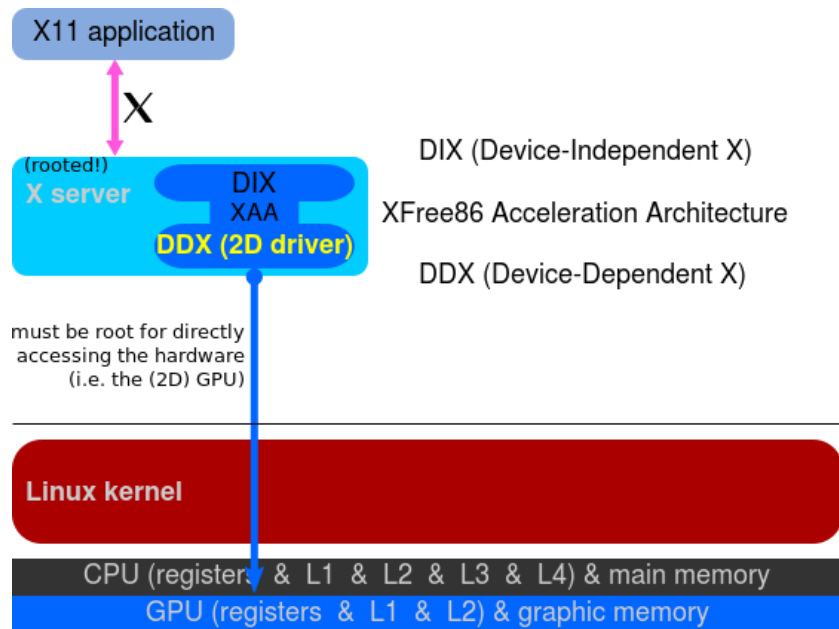 X11 application
X
(rooted!)
X server
DIX
XAA
DDX (2D driver)
DIX (Device-Independent X)
XFree86 Acceleration Architecture
DDX (Device-Dependent X)
must be root for directly
accessing the hardware
(i.e. the (2D) GPU)
Linux kernel
CPU (registers & L1 & L2 & L3 & L4) & main memory
GPU (registers & L1 & L2) & graphic memory